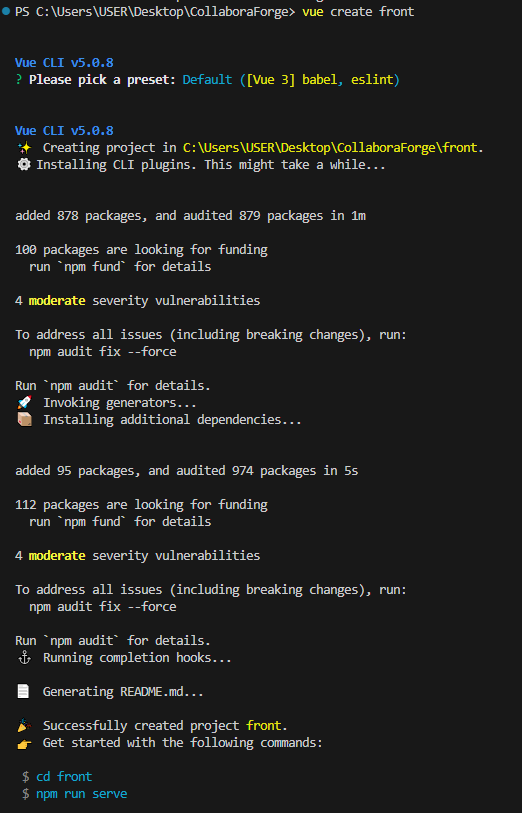 PS C:\Users\USER\Desktop\CollaboraForge> vue create front
Vue CLI v5.0.8
? Please pick a preset: Default ([Vue 3] babel, eslint)
Vue CLI v5.0.8
✨ Creating project in C:\Users\USER\Desktop\CollaboraForge\front.
⚙️ Installing CLI plugins. This might take a while...
added 878 packages, and audited 879 packages in 1m
100 packages are looking for funding
run `npm fund` for details
4 moderate severity vulnerabilities
To address all issues (including breaking changes), run:
npm audit fix --force
Run `npm audit` for details.
🚀 Invoking generators...
📦 Installing additional dependencies...
added 95 packages, and audited 974 packages in 5s
112 packages are looking for funding
run `npm fund` for details
4 moderate severity vulnerabilities
To address all issues (including breaking changes), run:
npm audit fix --force
Run `npm audit` for details.
⚓ Running completion hooks...
📄 Generating README.md...
🎉 Successfully created project front.
👉 Get started with the following commands:
$ cd front
$ npm run serve